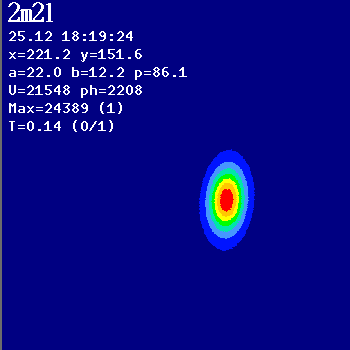 2m21
25.12 18:19:24
x=221.2 y=151.6
a=22.0 b=12.2 p=86.1
U=21548 ph=2208
Max=24389 (1)
T=0.14 (0/1)